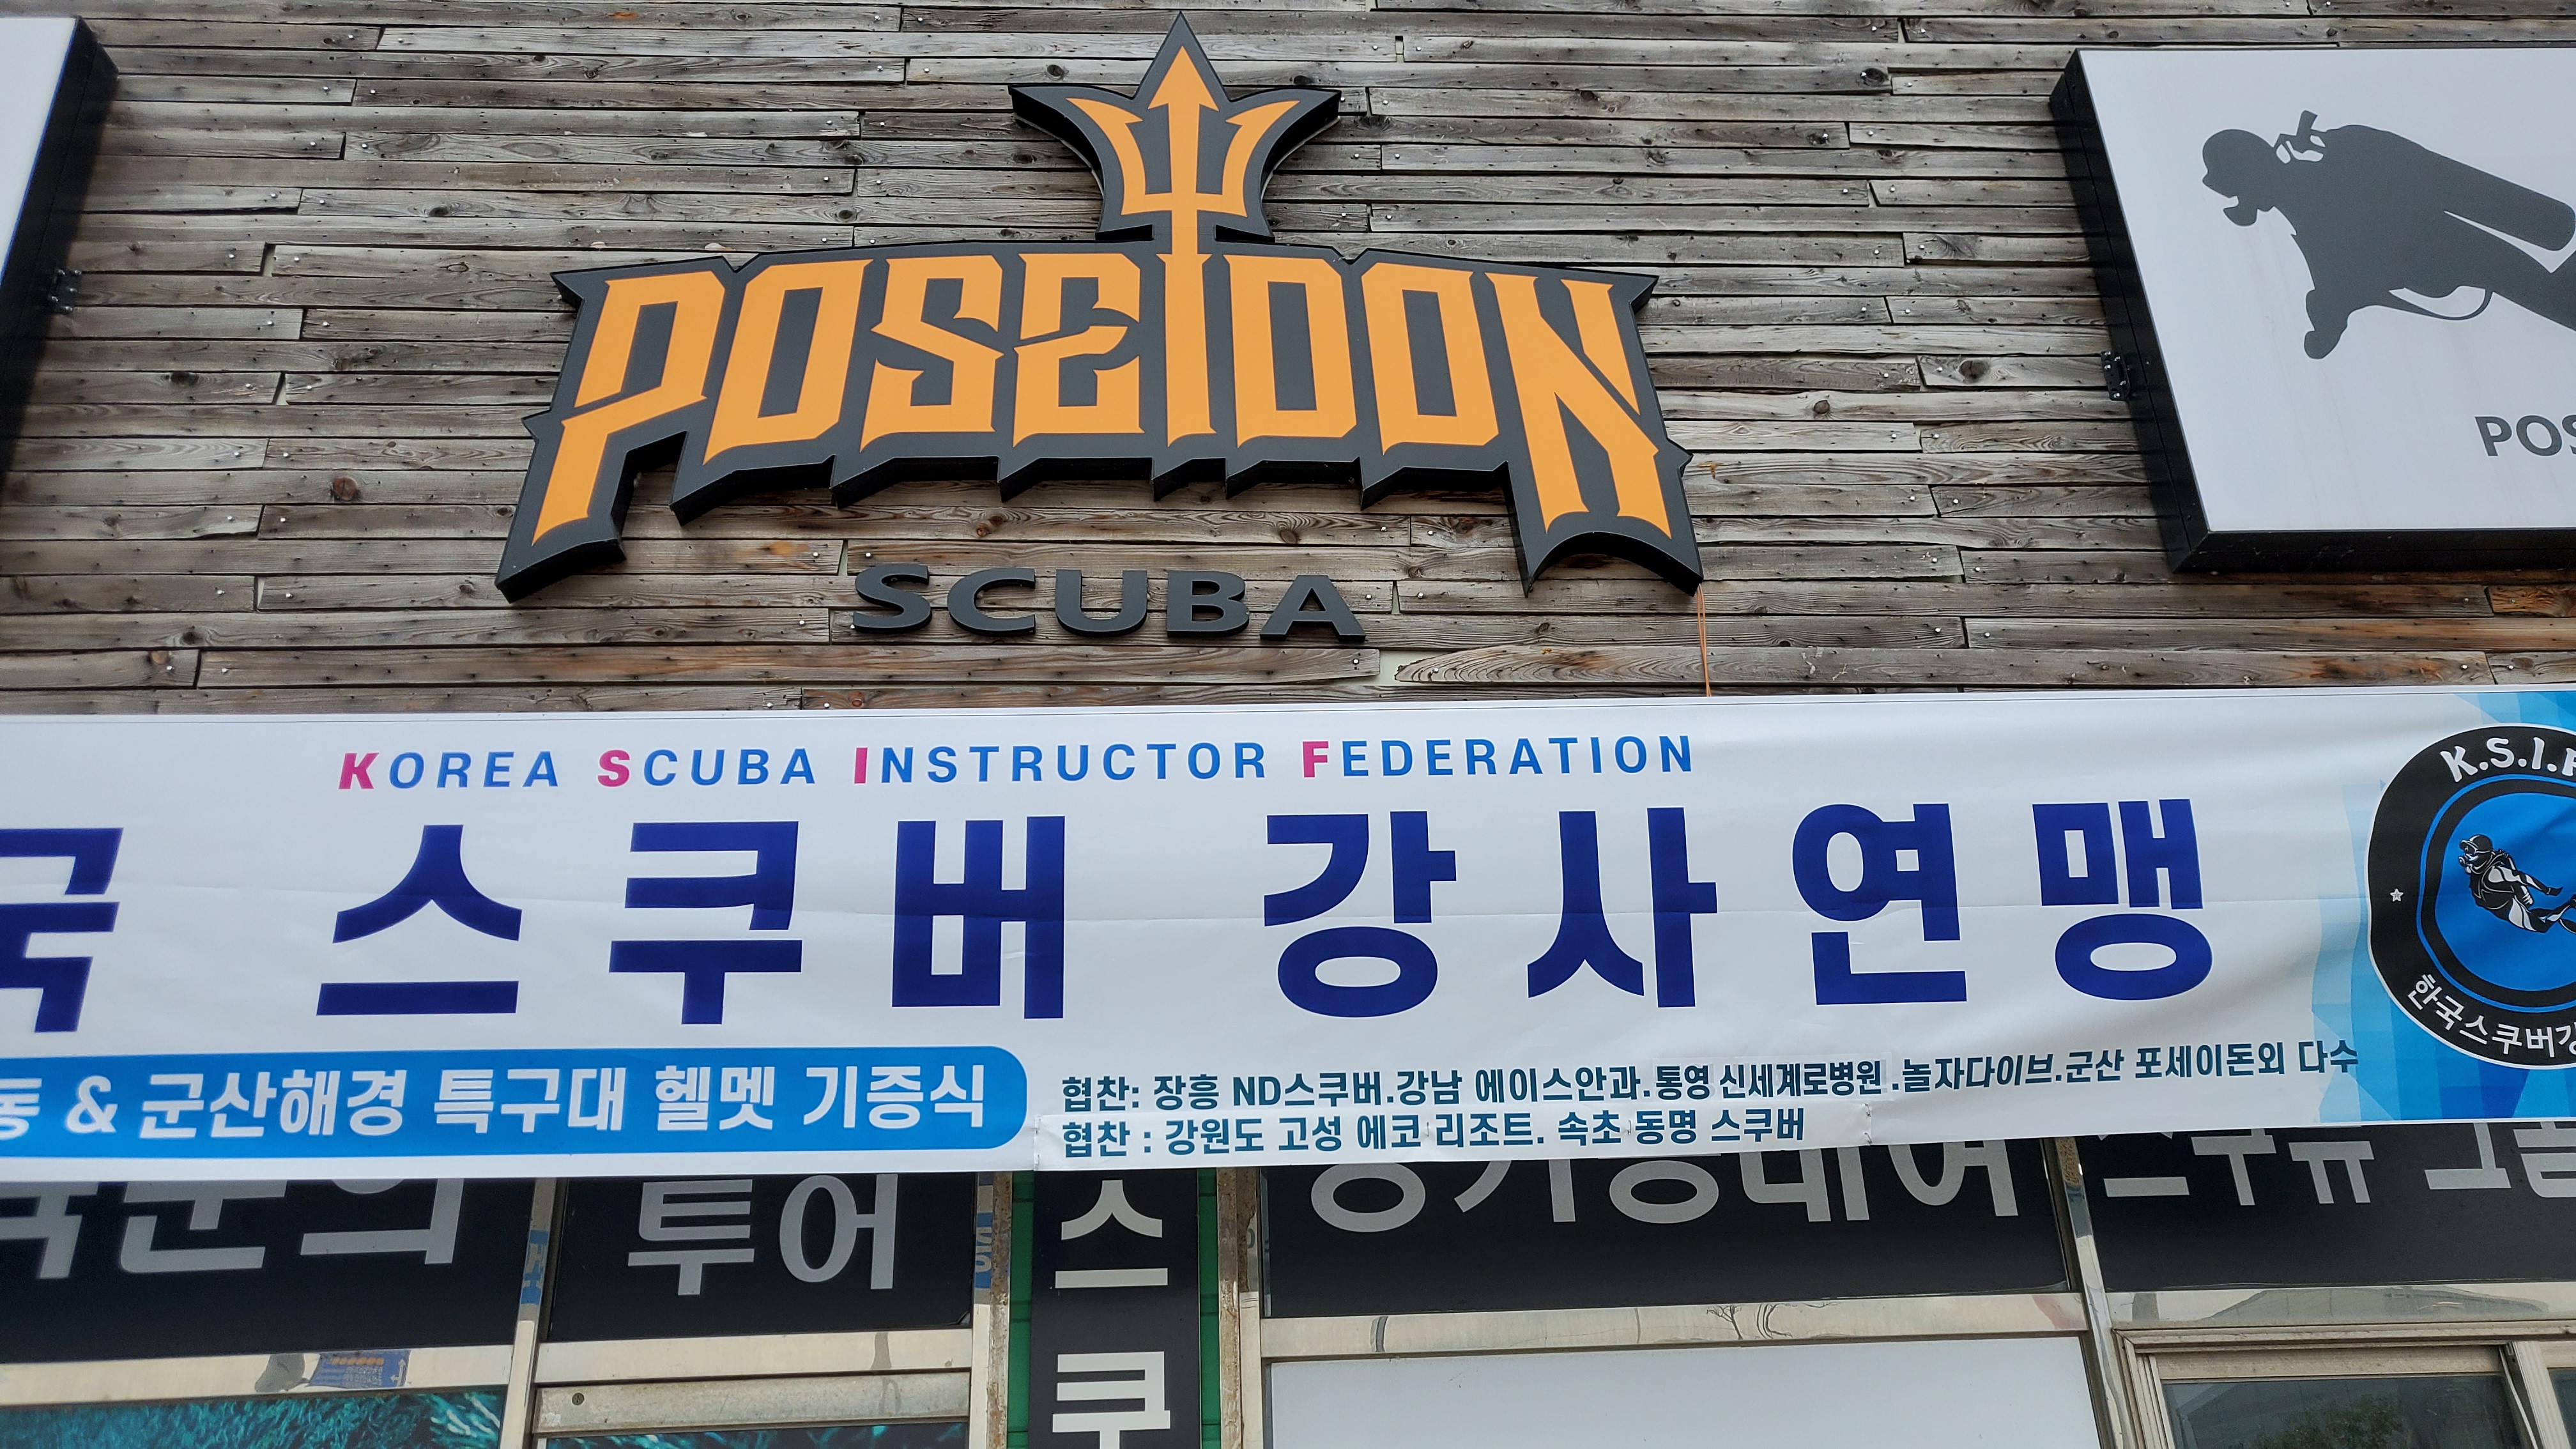 POSEIDON
SCUBA
POS
KOREA SCUBA INSTRUCTOR FEDERATION
국 스쿠버 강사연맹
K.S.I.F
한국스쿠버강
동 & 군산해경 특구대 헬멧 기증식
협찬: 장흥 ND스쿠버.강남 에이스안과.통영 신세계로병원.놀자다이브.군산 포세이돈외 다수
협찬 : 강원도 고성 에코 리조트. 속초 동명 스쿠버
투어
스쿠